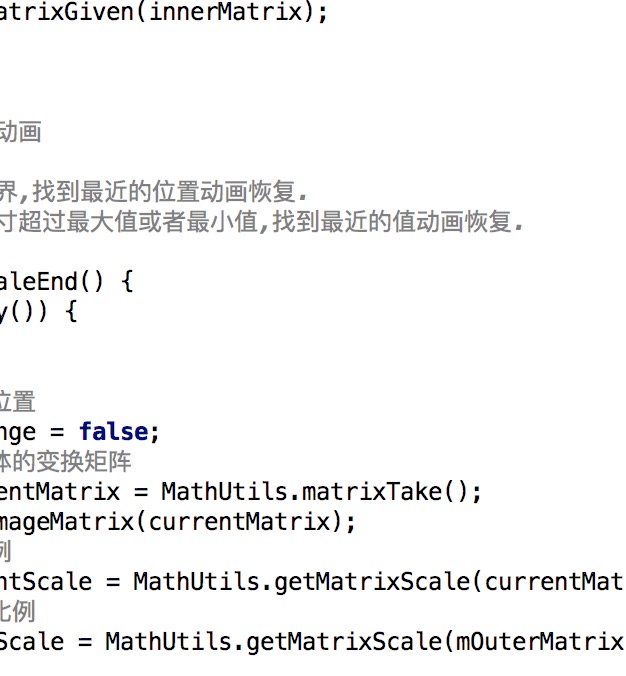 atrixGiven(innerMatrix);
动画
界,找到最近的位置动画恢复.
寸超过最大值或者最小值,找到最近的值动画恢复.
aleEnd() {
y()) {
位置
nge = false;
体的变换矩阵
entMatrix = MathUtils.matrixTake();
mageMatrix(currentMatrix);
例
ntScale = MathUtils.getMatrixScale(currentMat
比例
Scale = MathUtils.getMatrixScale(mOuterMatrix